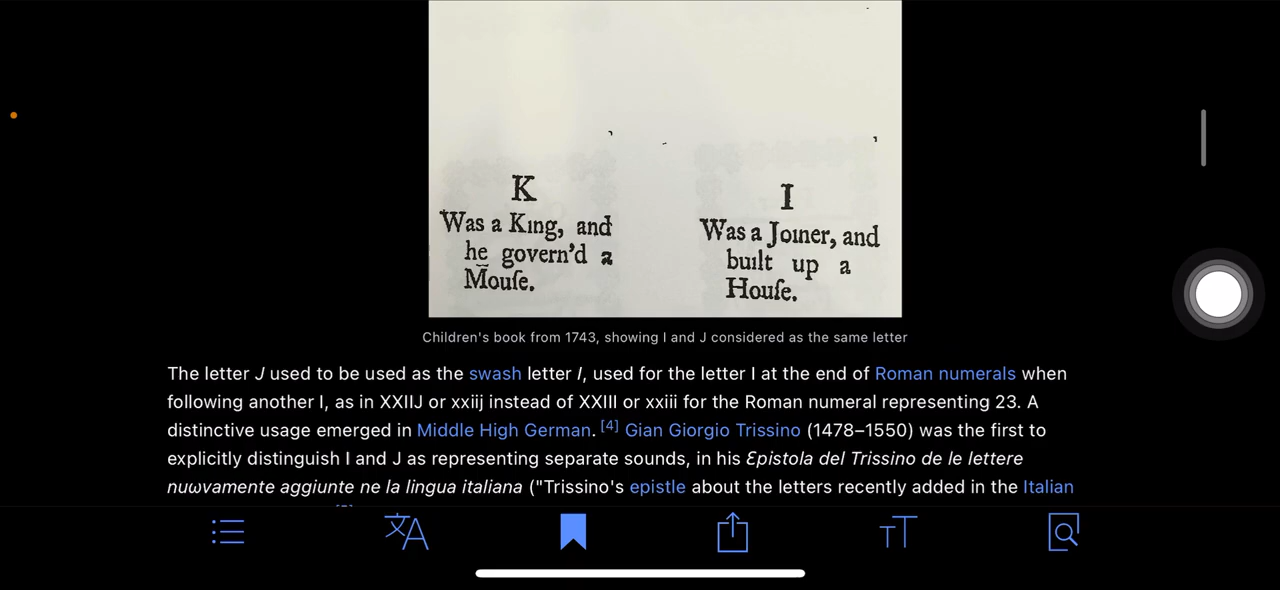 K
Was a Kıng, and
he govern'd a
Mouſe.
I
Was a Joıner, and
buılt up a
Houſe.
Children's book from 1743, showing I and J considered as the same letter
The letter J used to be used as the swash letter I, used for the letter I at the end of Roman numerals when
following another I, as in XXIIJ or xxiij instead of XXIII or xxiii for the Roman numeral representing 23. A
distinctive usage emerged in Middle High German. [4] Gian Giorgio Trissino (1478–1550) was the first to
explicitly distinguish I and J as representing separate sounds, in his Ɛpistola del Trissino de le lettere
nuωvamente aggiunte ne la lingua italiana ("Trissino's epistle about the letters recently added in the Italian